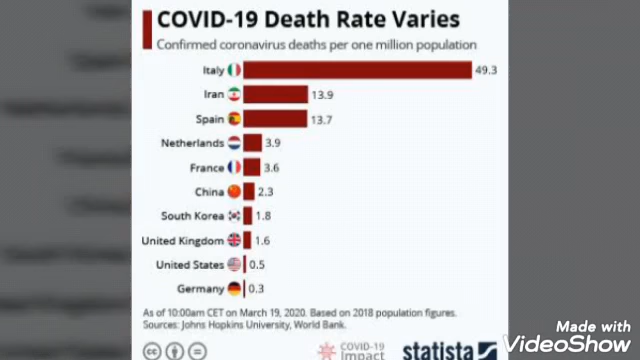 COVID-19 Death Rate Varies
Confirmed coronavirus deaths per one million population
Italy 49.3
Iran 13.9
Spain 13.7
Netherlands 3.9
France 3.6
China 2.3
South Korea 1.8
United Kingdom 1.6
United States 0.5
Germany 0.3
As of 10:00am CET on March 19, 2020. Based on 2018 population figures.
Sources: Johns Hopkins University, World Bank.
COVID-19
Impact
statista
Made with
VideoShow